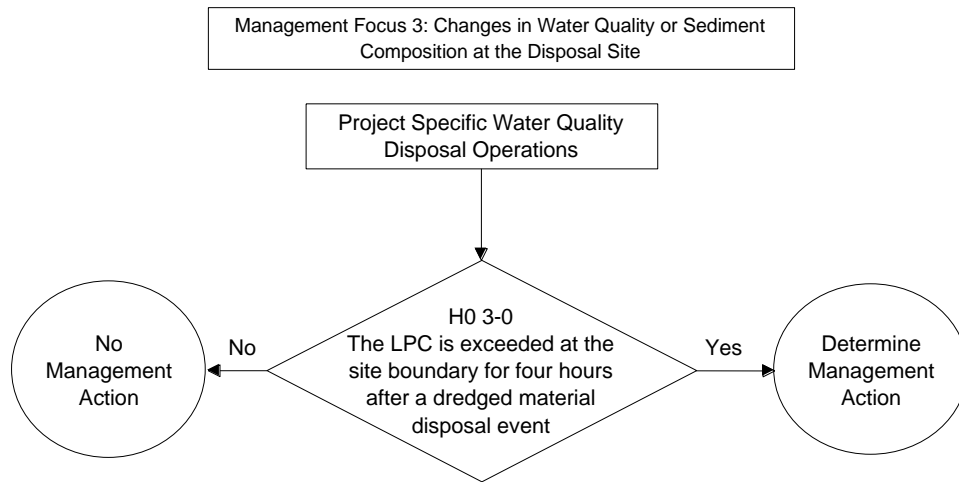 Management Focus 3: Changes in Water Quality or Sediment
Composition at the Disposal Site
Project Specific Water Quality
Disposal Operations
H0 3-0
The LPC is exceeded at the
site boundary for four hours
after a dredged material
disposal event
No
Yes
No
Management
Action
Determine
Management
Action